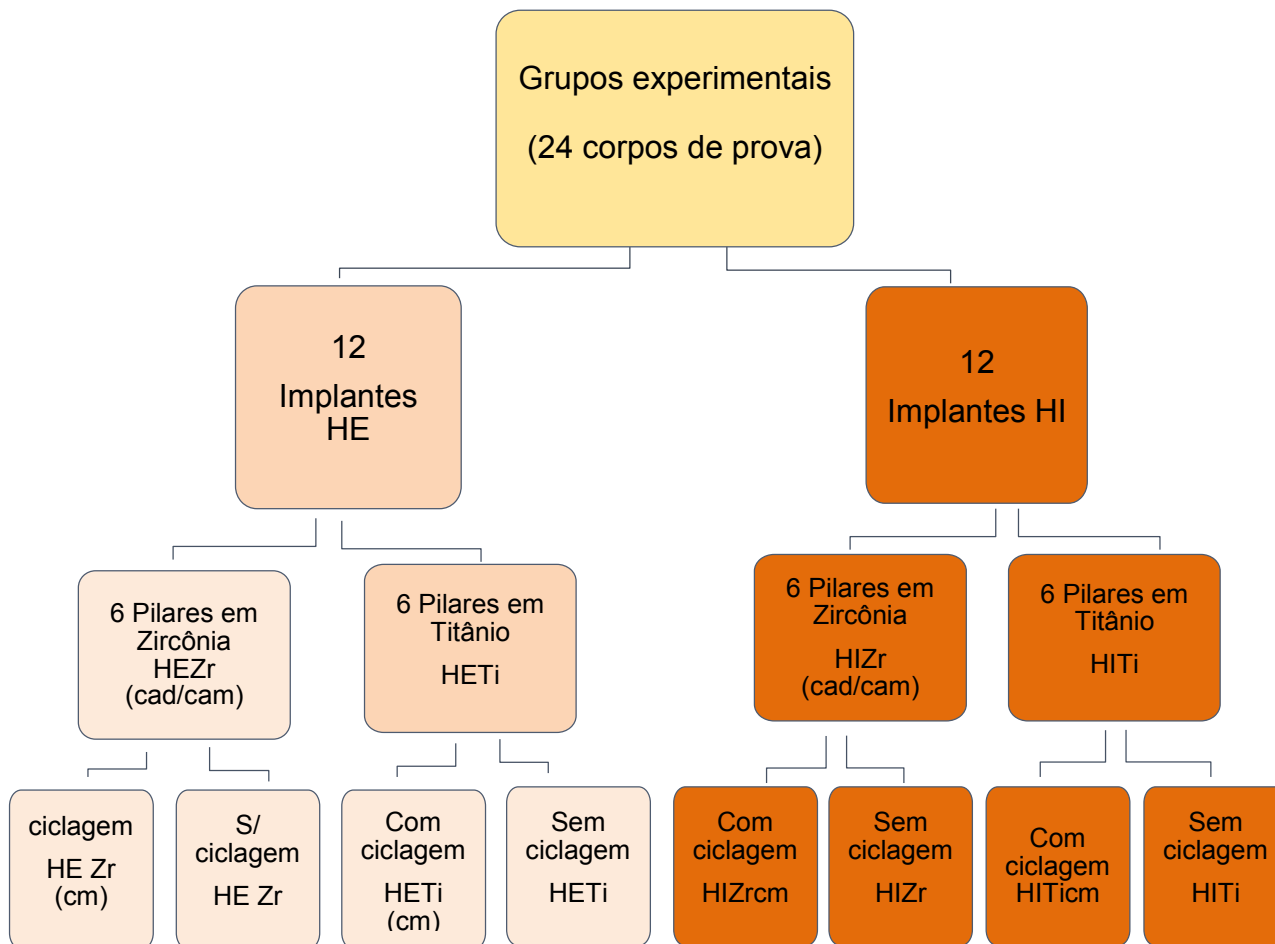 Grupos experimentais
(24 corpos de prova)
12
Implantes
HE
12
Implantes HI
6 Pilares em
Zircônia
HEZr
(cad/cam)
6 Pilares em
Titânio
HETi
6 Pilares em
Zircônia
HIZr
(cad/cam)
6 Pilares em
Titânio
HITi
ciclagem
HE Zr
(cm)
S/
ciclagem
HE Zr
Com
ciclagem
HETi
(cm)
Sem
ciclagem
HETi
Com
ciclagem
HIZrcm
Sem
ciclagem
HIZr
Com
ciclagem
HITicm
Sem
ciclagem
HITi